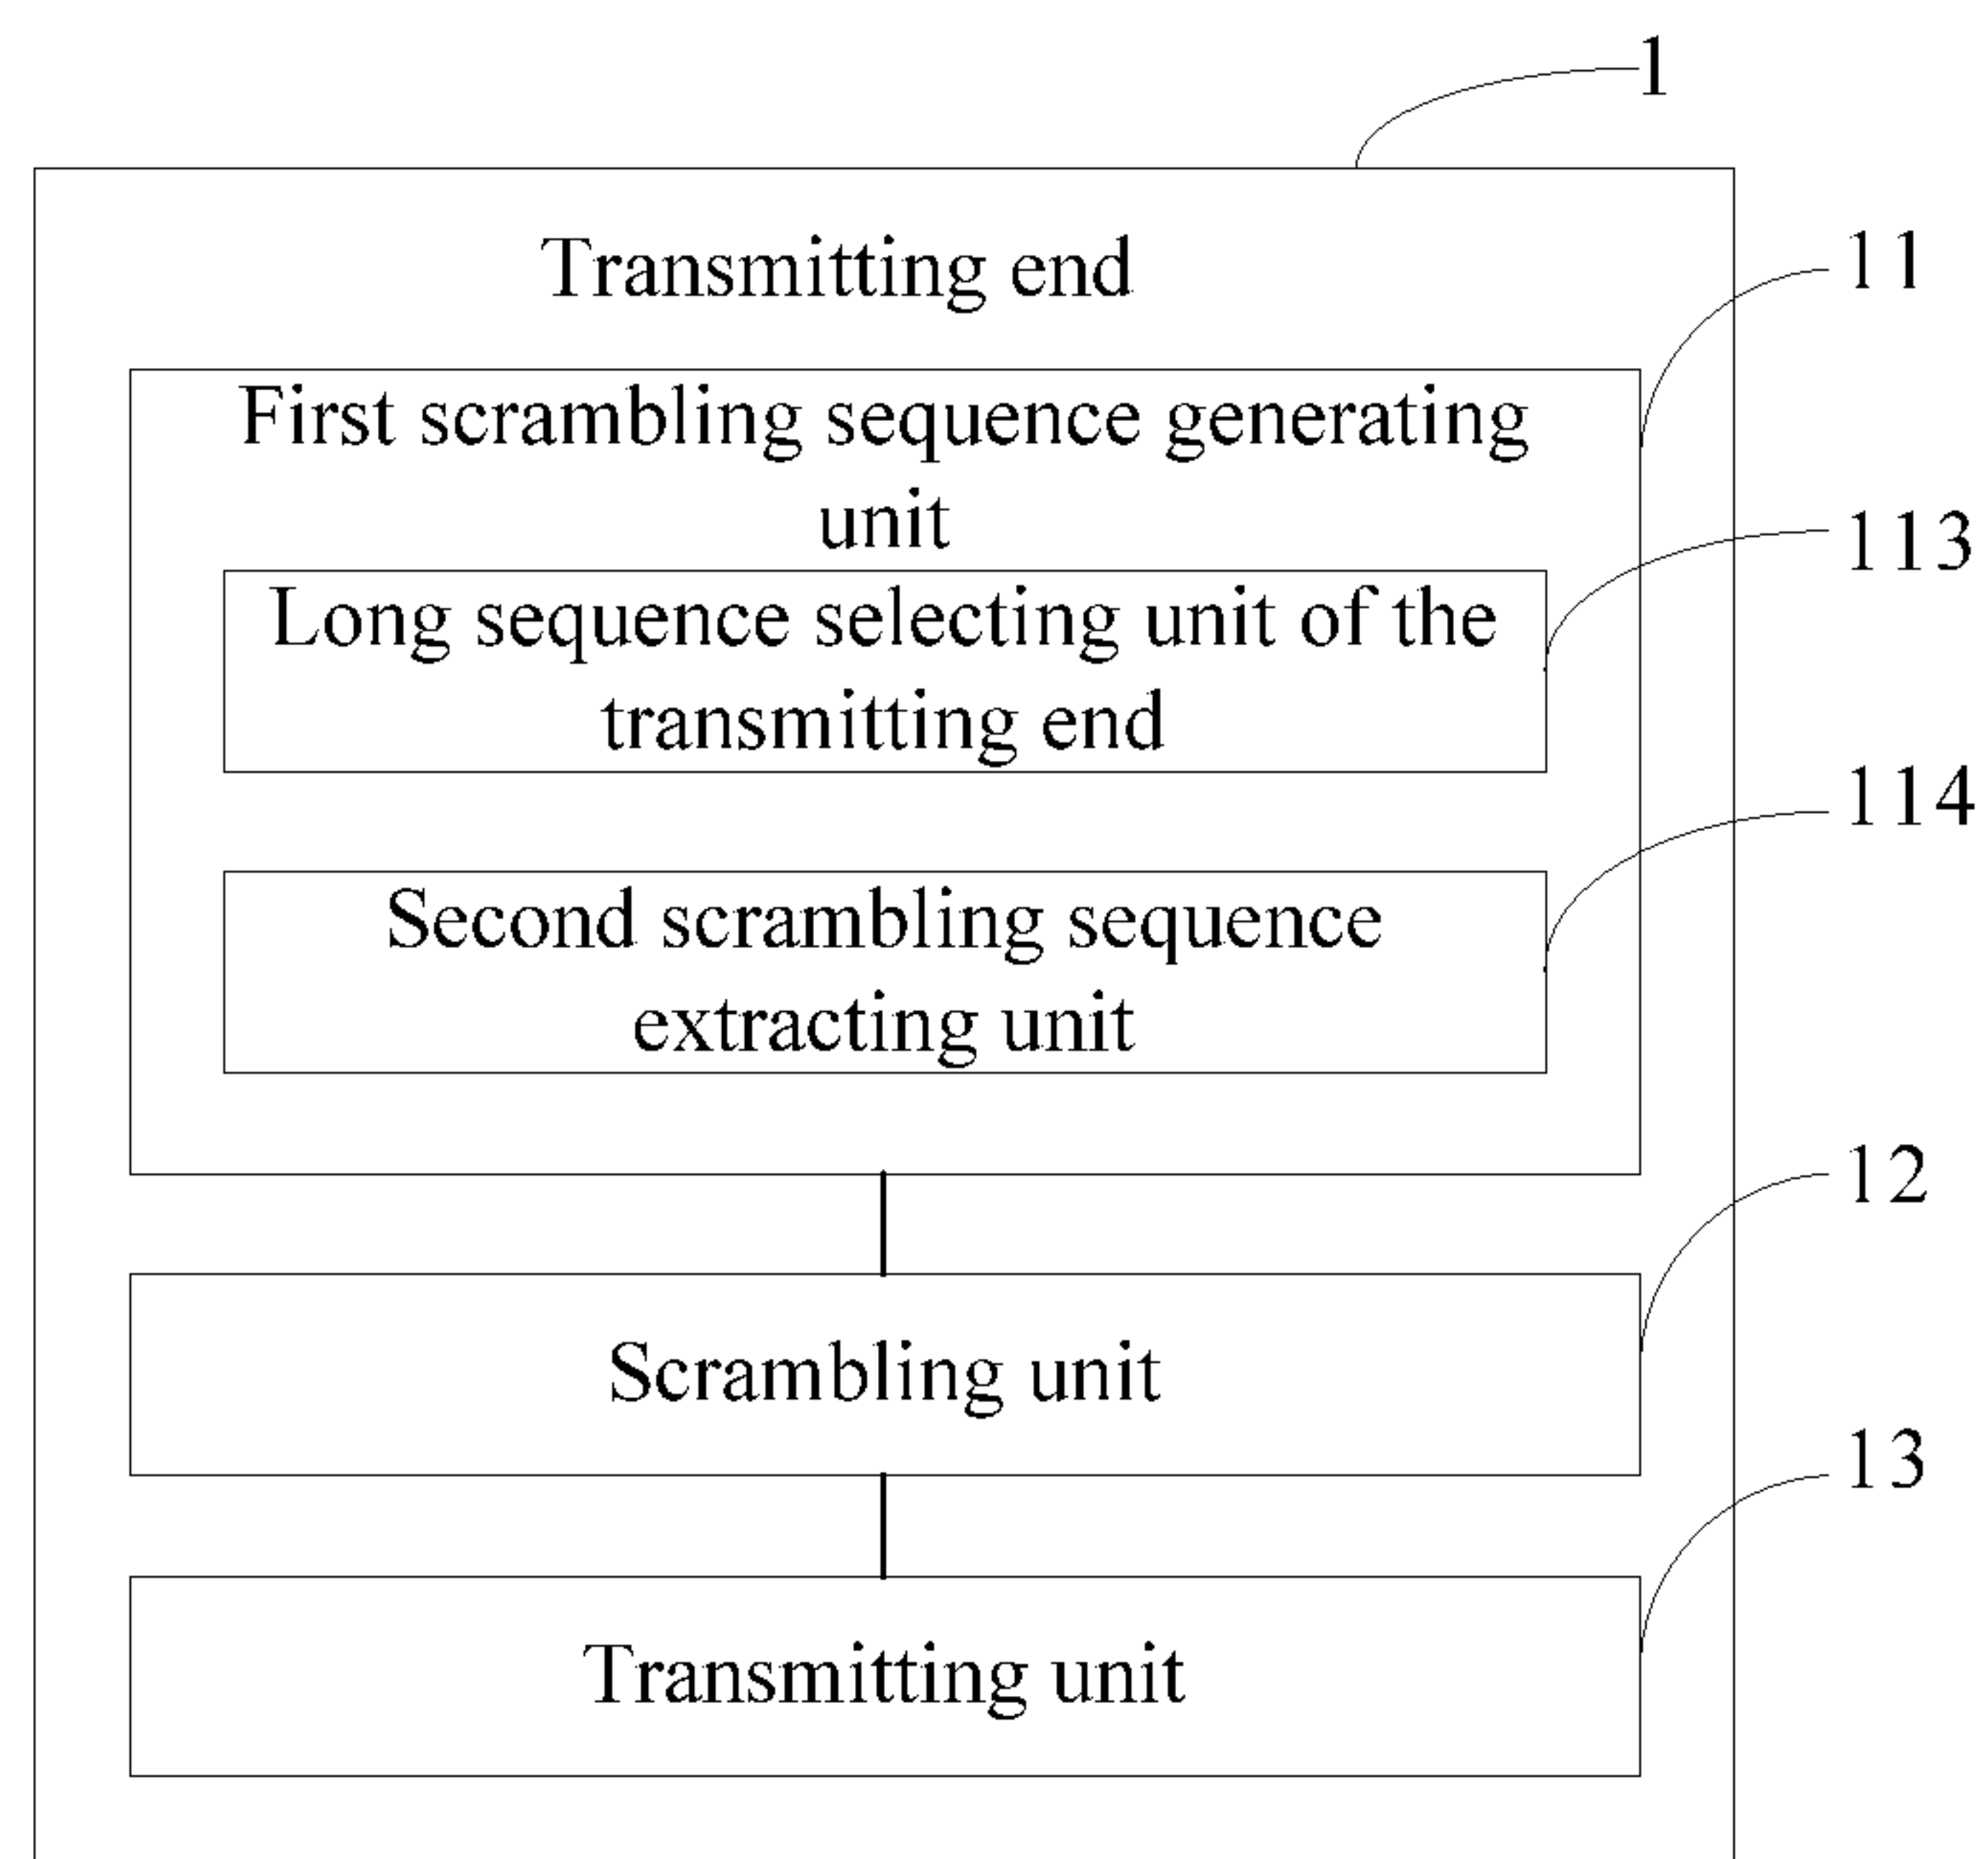 1
Transmitting end
11
First scrambling sequence generating
unit
113
Long sequence selecting unit of the
transmitting end
114
Second scrambling sequence
extracting unit
12
Scrambling unit
13
Transmitting unit